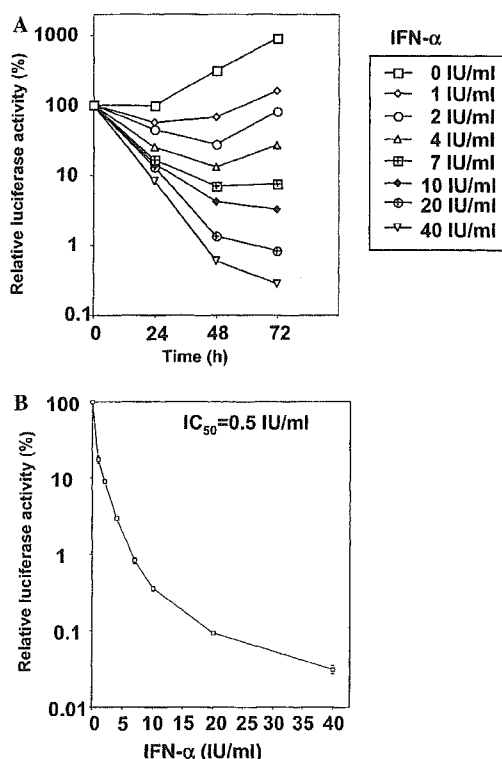 A
Relative luciferase activity (%)
1000
100
10
1
0.1
0 24 48 72
Time (h)
IFN-α
0 IU/ml
1 IU/ml
2 IU/ml
4 IU/ml
7 IU/ml
10 IU/ml
20 IU/ml
40 IU/ml
B
Relative luciferase activity (%)
100
10
1
0.1
0.01
IC50=0.5 IU/ml
0 5 10 15 20 25 30 35 40
IFN-α (IU/ml)